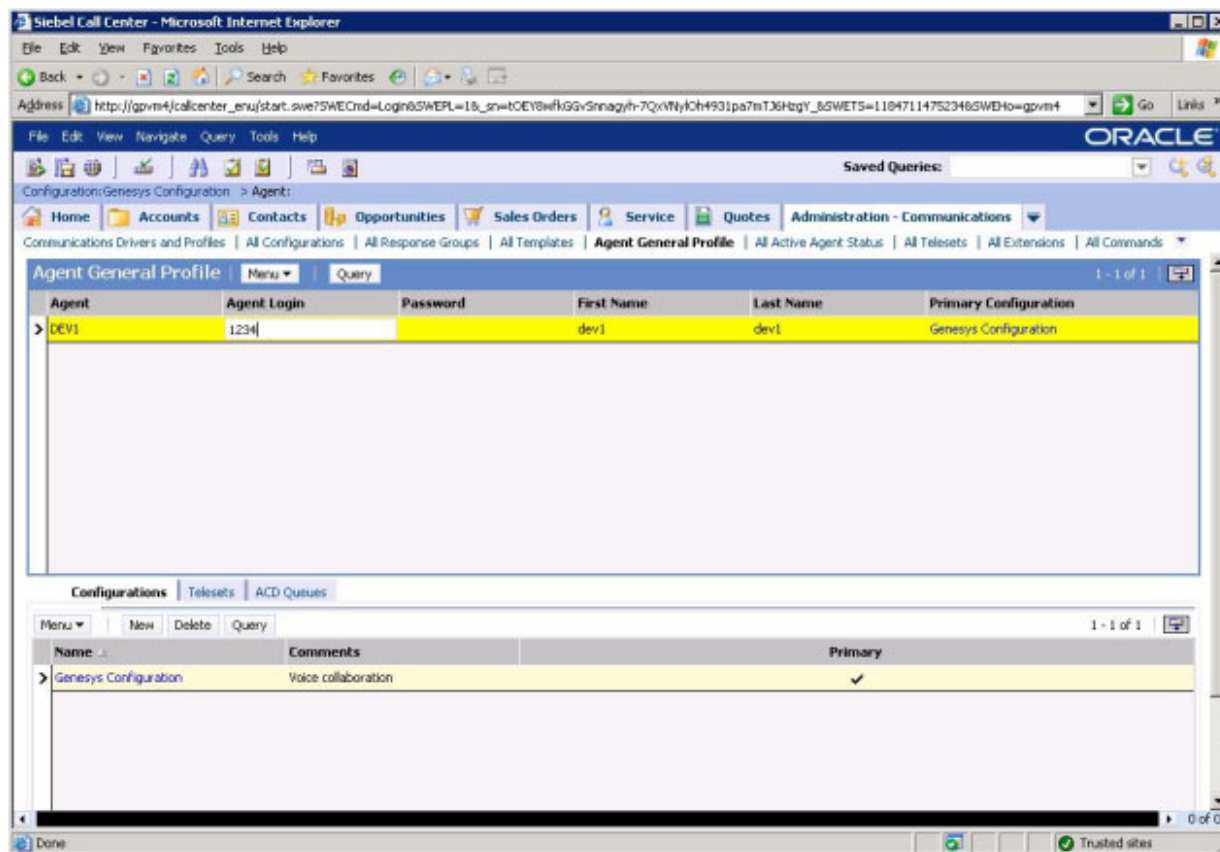 Siebel Call Center - Microsoft Internet Explorer
File Edit View Favorites Tools Help
Back Search Favorites
Address http://gpvm4/callcenter_enu/start.swe?SWECmd=Login&SWEPL=1&_sn= Go Links
File Edit View Navigate Query Tools Help ORACLE
Saved Queries:
Configuration:Genesys Configuration > Agent:
Home Accounts Contacts Opportunities Sales Orders Service Quotes Administration - Communications
Communications Drivers and Profiles | All Configurations | All Response Groups | All Templates | Agent General Profile | All Active Agent Status | All Telesets | All Extensions | All Commands
Agent General Profile Menu Query 1 - 1 of 1
Agent Agent Login Password First Name Last Name Primary Configuration
DEV1 1234 dev1 dev1 Genesys Configuration
Configurations Telesets ACD Queues
Menu New Delete Query 1 - 1 of 1
Name Comments Primary
Genesys Configuration Voice collaboration
0 of 0
Done Trusted sites